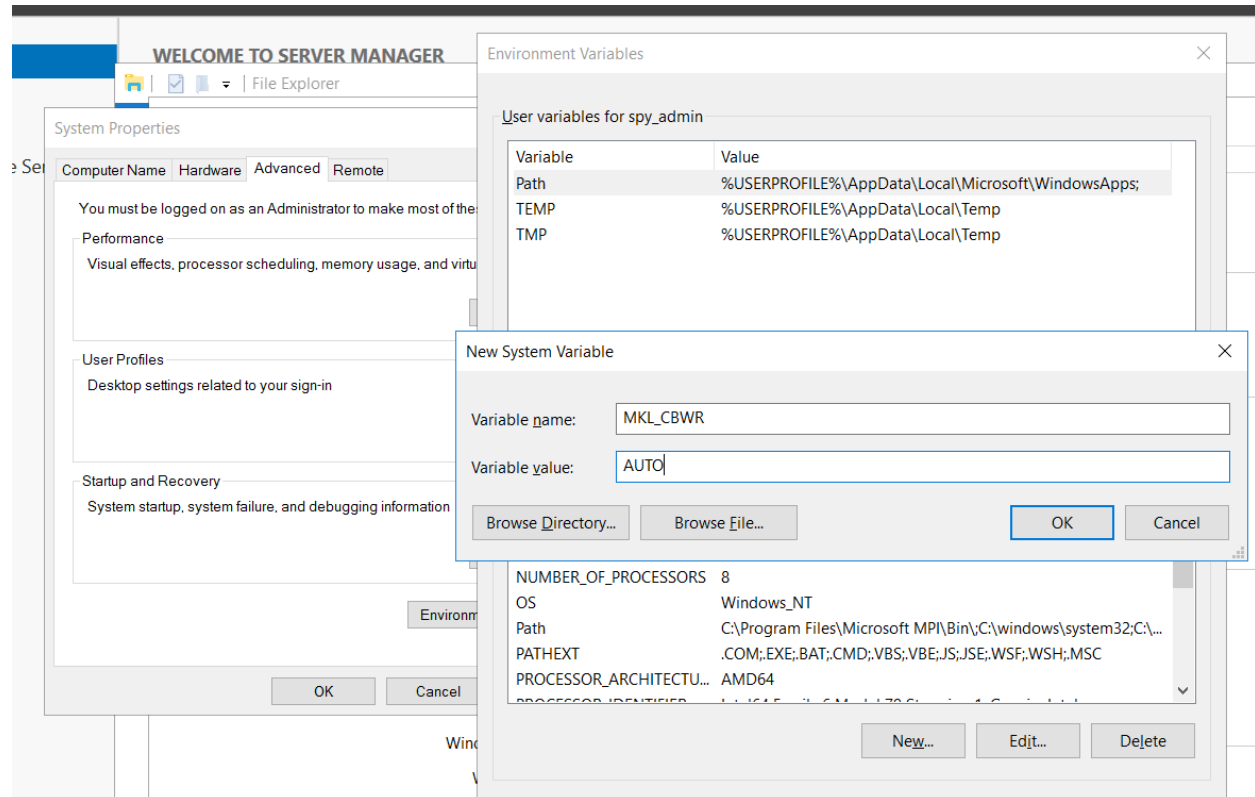 WELCOME TO SERVER MANAGER
File Explorer
System Properties
Computer Name Hardware Advanced Remote
You must be logged on as an Administrator to make most of
Performance
Visual effects, processor scheduling, memory usage, and
User Profiles
Desktop settings related to your sign-in
Startup and Recovery
System startup, system failure, and debugging information
OK Cancel
Environment Variables
User variables for spy_admin
Variable Value
Path %USERPROFILE%\AppData\Local\Microsoft\WindowsApps;
TEMP %USERPROFILE%\AppData\Local\Temp
TMP %USERPROFILE%\AppData\Local\Temp
New System Variable
Variable name: MKL_CBWR
Variable value: AUTO
Browse Directory... Browse File... OK Cancel
NUMBER_OF_PROCESSORS 8
OS Windows_NT
Path C:\Program Files\Microsoft MPI\Bin\;C:\windows\system32;C:\...
PATHEXT .COM;.EXE;.BAT;.CMD;.VBS;.VBE;.JS;.JSE;.WSF;.WSH;.MSC
PROCESSOR_ARCHITECTU... AMD64
New... Edit... Delete